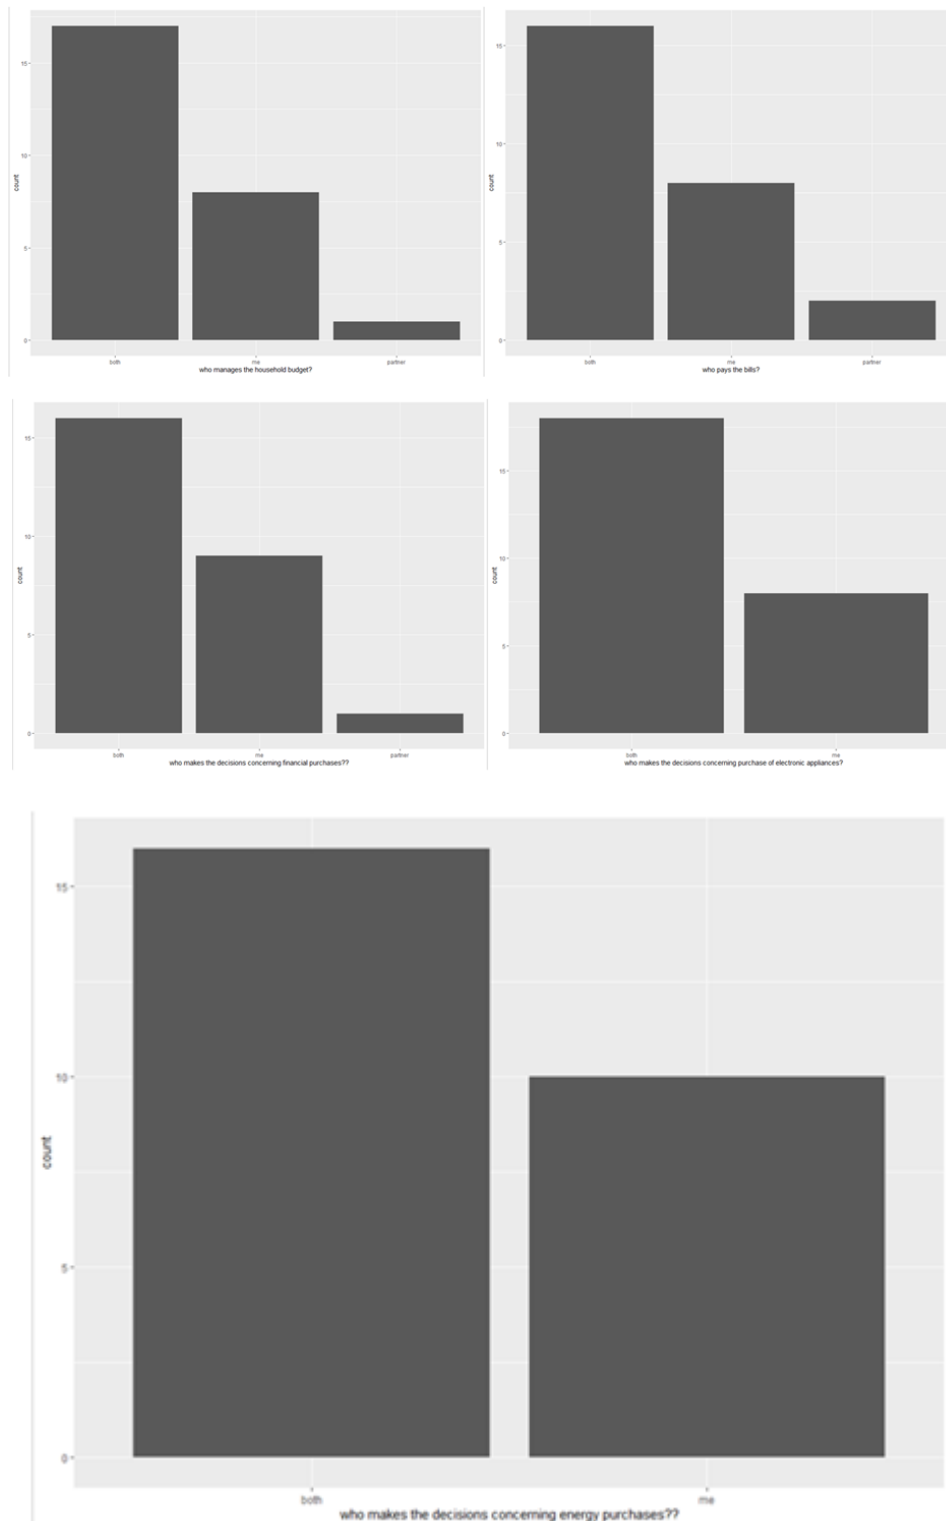 15
10
5
0
count
both me partner
who manages the household budget?
15
10
5
0
count
both me partner
who pays the bills?
15
10
5
0
count
both me partner
who makes the decisions concerning financial purchases??
15
10
5
0
count
both me
who makes the decisions concerning purchase of electronic appliances?
15
10
5
0
count
both me
who makes the decisions concerning energy purchases??